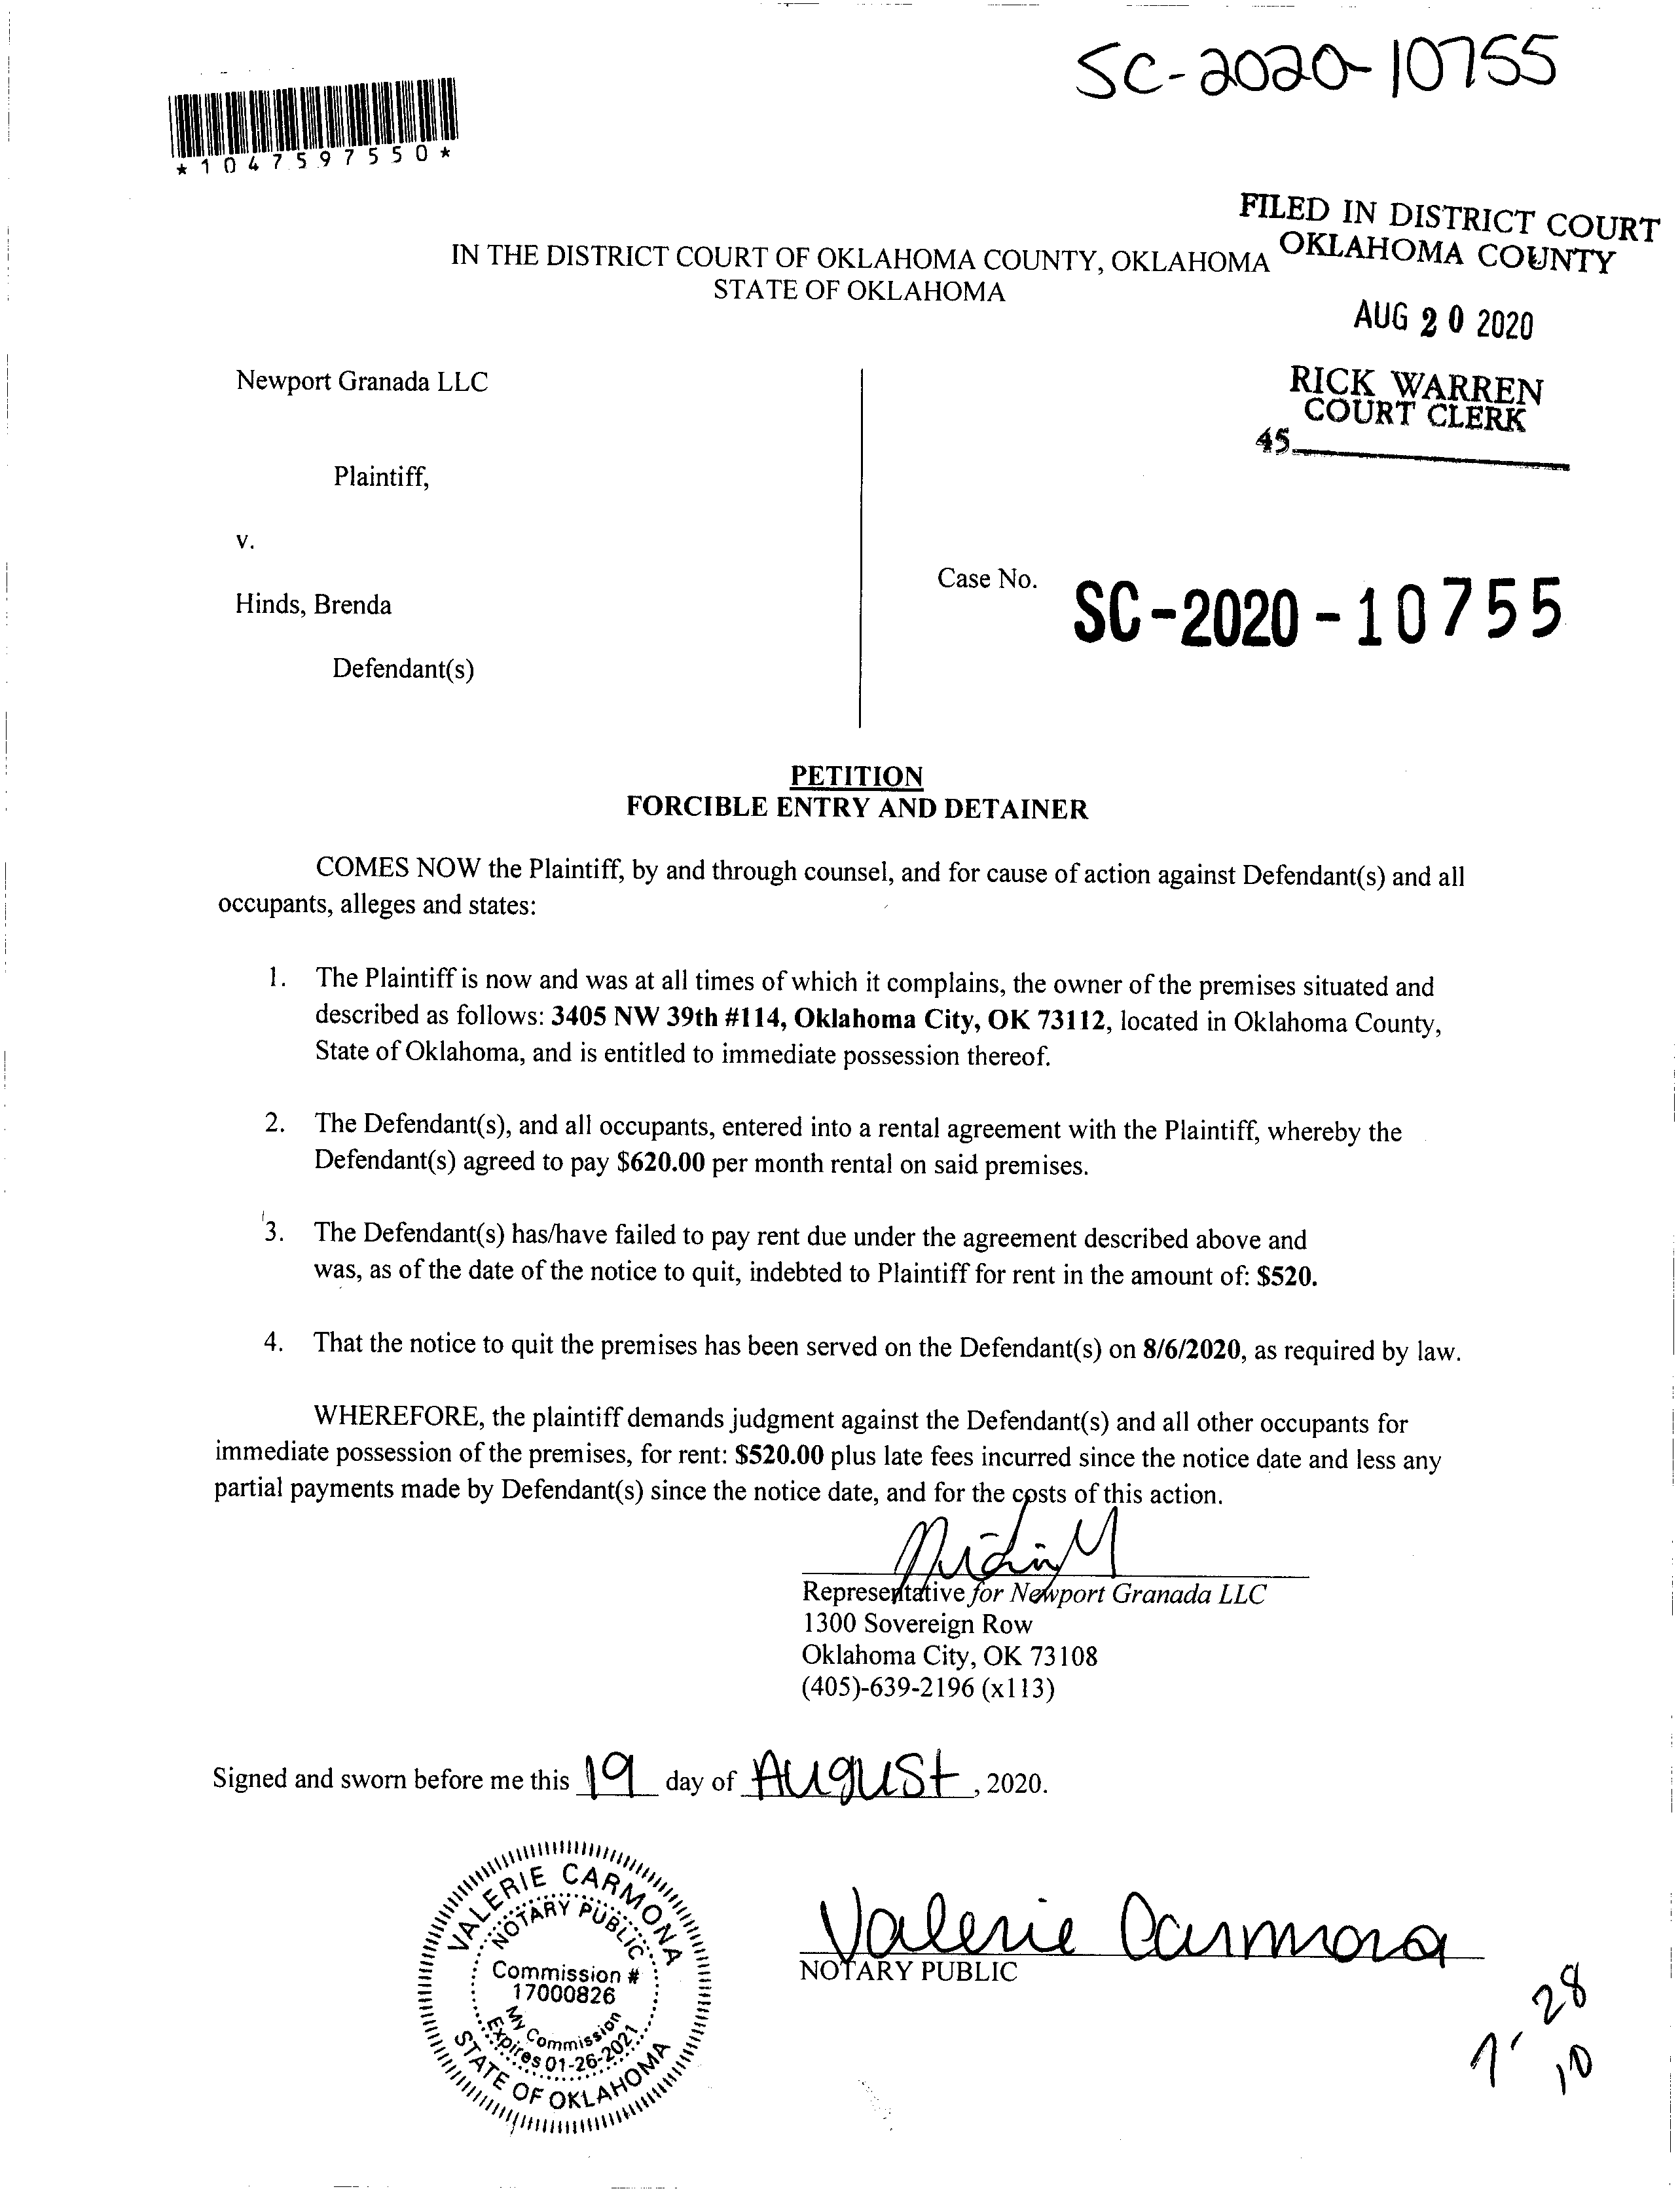 SC-2020-10755
*1047597550*
FILED IN DISTRICT COURT
OKLAHOMA COUNTY
IN THE DISTRICT COURT OF OKLAHOMA COUNTY, OKLAHOMA
STATE OF OKLAHOMA
AUG 20 2020
RICK WARREN
COURT CLERK
45
Newport Granada LLC
Plaintiff,
v.
Case No. SC-2020-10755
Hinds, Brenda
Defendant(s)
PETITION
FORCIBLE ENTRY AND DETAINER
COMES NOW the Plaintiff, by and through counsel, and for cause of action against Defendant(s) and all
occupants, alleges and states:
1. The Plaintiff is now and was at all times of which it complains, the owner of the premises situated and
described as follows: 3405 NW 39th #114, Oklahoma City, OK 73112, located in Oklahoma County,
State of Oklahoma, and is entitled to immediate possession thereof.
2. The Defendant(s), and all occupants, entered into a rental agreement with the Plaintiff, whereby the
Defendant(s) agreed to pay $620.00 per month rental on said premises.
3. The Defendant(s) has/have failed to pay rent due under the agreement described above and
was, as of the date of the notice to quit, indebted to Plaintiff for rent in the amount of: $520.
4. That the notice to quit the premises has been served on the Defendant(s) on 8/6/2020, as required by law.
WHEREFORE, the plaintiff demands judgment against the Defendant(s) and all other occupants for
immediate possession of the premises, for rent: $520.00 plus late fees incurred since the notice date and less any
partial payments made by Defendant(s) since the notice date, and for the costs of this action.
Representative for Newport Granada LLC
1300 Sovereign Row
Oklahoma City, OK 73108
(405)-639-2196 (x113)
Signed and sworn before me this 19 day of August, 2020.
VALERIE CARMONA
NOTARY PUBLIC
Commission #
17000826
My Commission
Expires 01-26-2021
STATE OF OKLAHOMA
Valerie Carmona
NOTARY PUBLIC
28
10